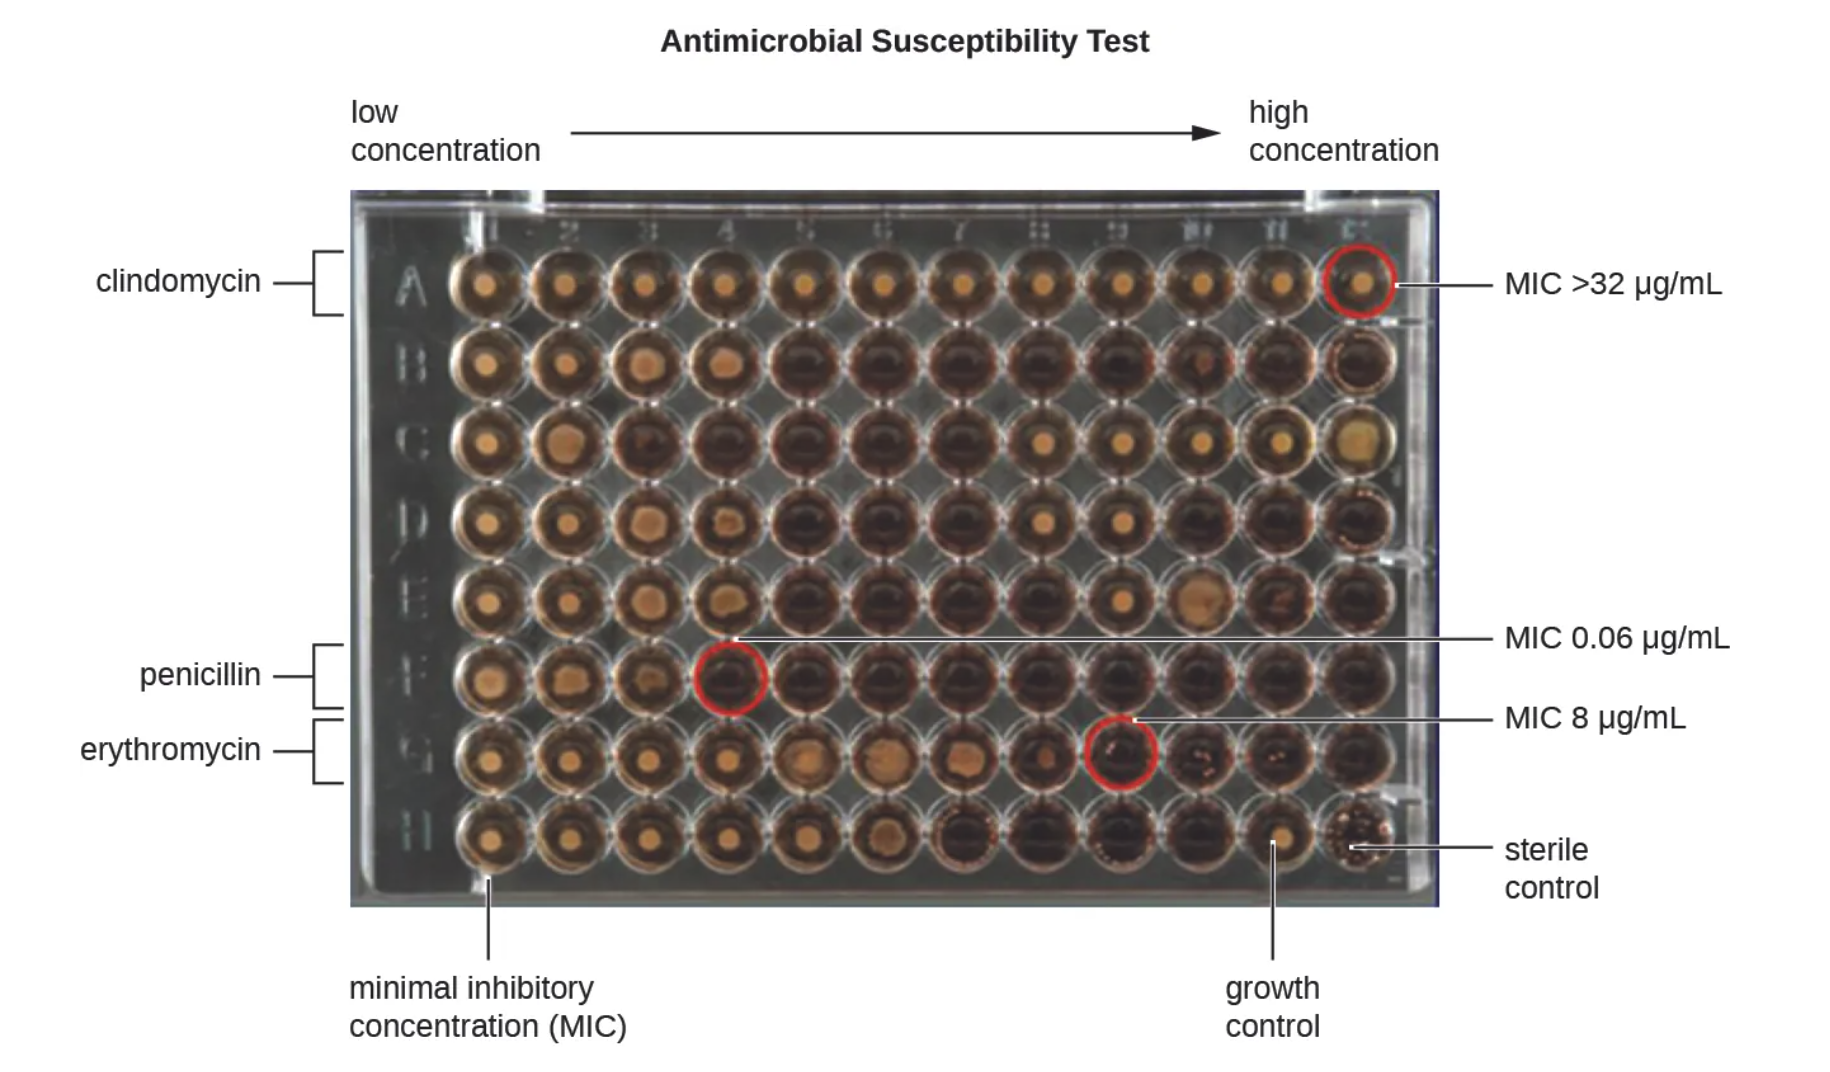 Antimicrobial Susceptibility Test
low
concentration
high
concentration
1 2 3 4 5 6 7 8 9 10 11 12
clindomycin
A
MIC >32 µg/mL
B
C
D
E
MIC 0.06 µg/mL
penicillin
F
MIC 8 µg/mL
erythromycin
G
H
sterile
control
minimal inhibitory
concentration (MIC)
growth
control